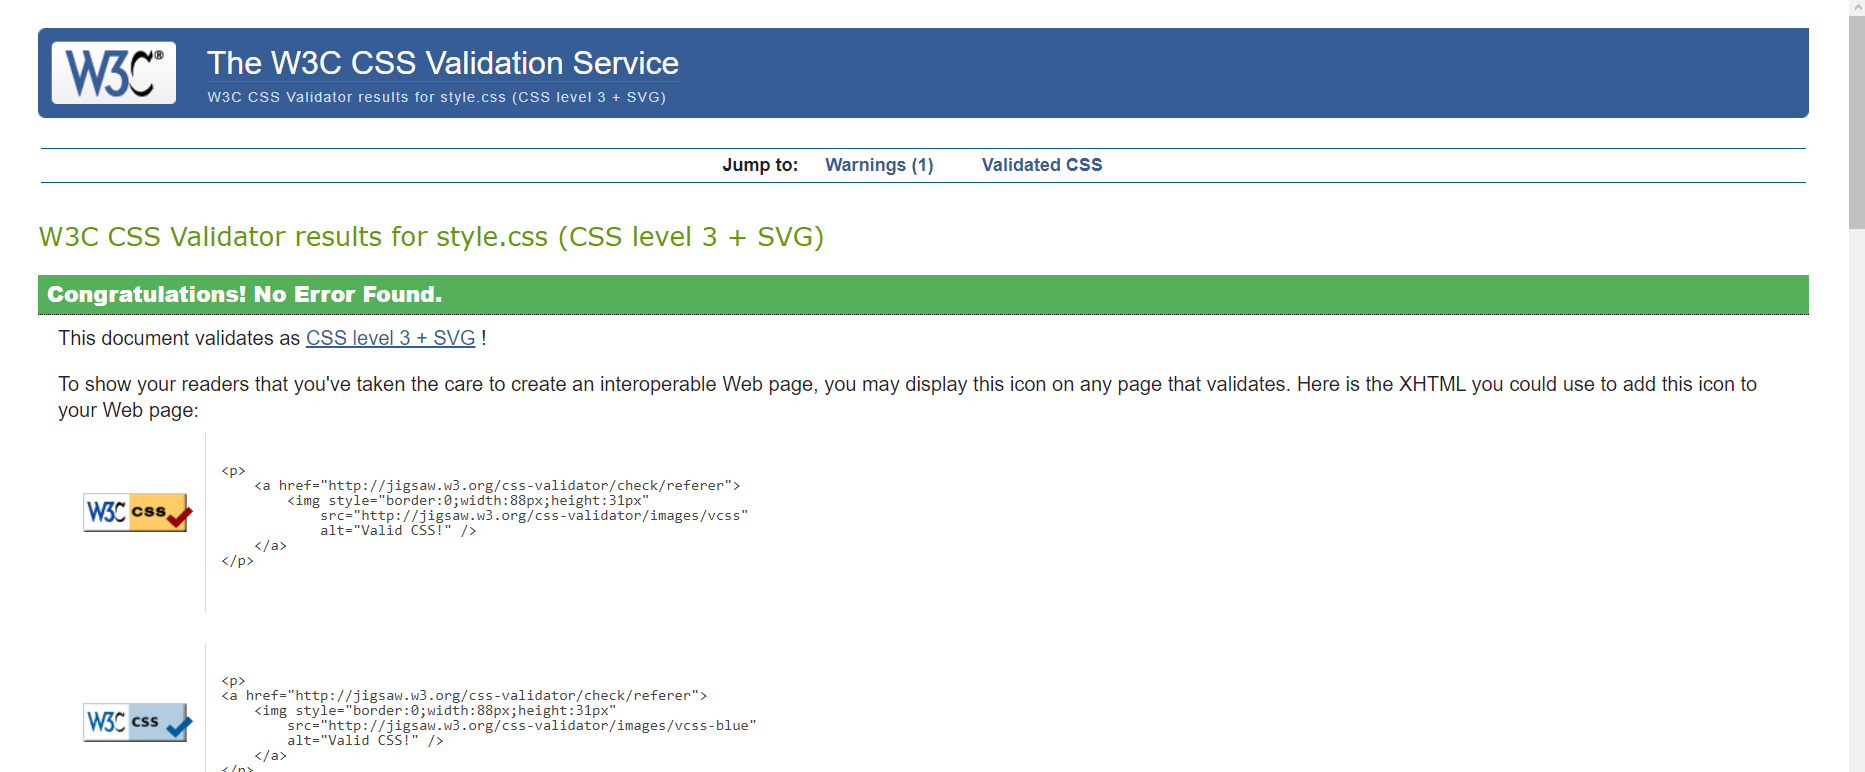 W3C®
The W3C CSS Validation Service
W3C CSS Validator results for style.css (CSS level 3 + SVG)
Jump to: Warnings (1) Validated CSS
W3C CSS Validator results for style.css (CSS level 3 + SVG)
Congratulations! No Error Found.
This document validates as CSS level 3 + SVG !
To show your readers that you've taken the care to create an interoperable Web page, you may display this icon on any page that validates. Here is the XHTML you could use to add this icon to
your Web page:
W3C css
<p>
    <a href="http://jigsaw.w3.org/css-validator/check/referer">
        <img style="border:0;width:88px;height:31px"
            src="http://jigsaw.w3.org/css-validator/images/vcss"
            alt="Valid CSS!" />
    </a>
</p>
W3C css
<p>
<a href="http://jigsaw.w3.org/css-validator/check/referer">
    <img style="border:0;width:88px;height:31px"
        src="http://jigsaw.w3.org/css-validator/images/vcss-blue"
        alt="Valid CSS!" />
    </a>
</p>